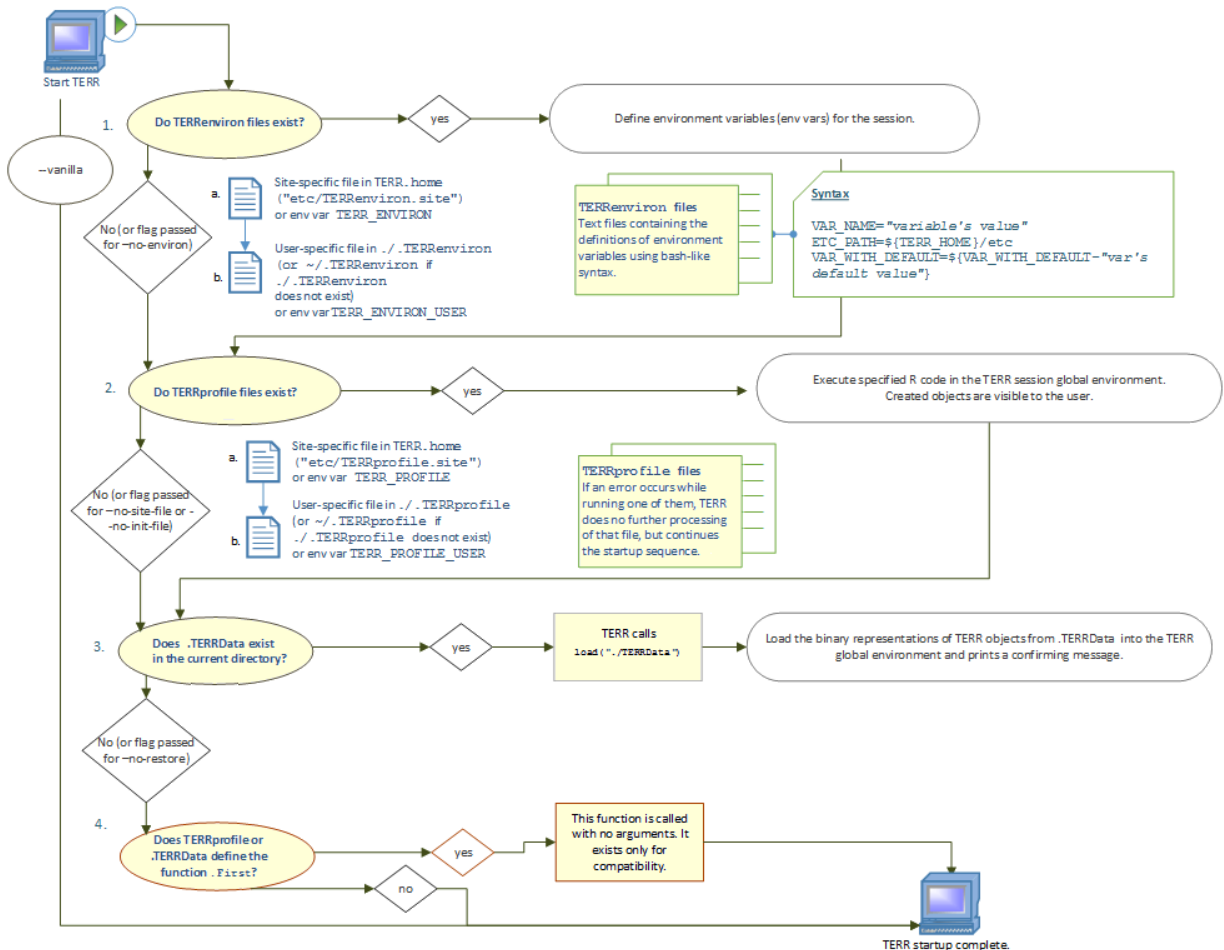 Start TERR
--vanilla
1.
Do TERRenviron files exist?
yes
Define environment variables (env vars) for the session.
No (or flag passed
for --no-environ)
a.
Site-specific file in TERR.home
("etc/TERRenviron.site")
or env var TERR_ENVIRON
b.
User-specific file in ./.TERRenviron
(or ~/.TERRenviron if
./.TERRenviron
does not exist)
or env var TERR_ENVIRON_USER
TERRenviron files
Text files containing the
definitions of environment
variables using bash-like
syntax.
Syntax
VAR_NAME="variable's value"
ETC_PATH=${TERR_HOME}/etc
VAR_WITH_DEFAULT=${VAR_WITH_DEFAULT-"var's
default value"}
2.
Do TERRprofile files exist?
yes
Execute specified R code in the TERR session global environment.
Created objects are visible to the user.
No (or flag passed
for --no-site-file or -
-no-init-file)
a.
Site-specific file in TERR.home
("etc/TERRprofile.site")
or env var TERR_PROFILE
b.
User-specific file in ./.TERRprofile
(or ~/.TERRprofile if
./.TERRprofile does not exist)
or env var TERR_PROFILE_USER
TERRprofile files
If an error occurs while
running one of them, TERR
does no further processing
of that file, but continues
the startup sequence.
3.
Does .TERRData exist
in the current directory?
yes
TERR calls
load("./TERRData")
Load the binary representations of TERR objects from .TERRData into the TERR
global environment and prints a confirming message.
No (or flag passed
for --no-restore)
4.
Does TERRprofile or
.TERRData define the
function .First?
yes
This function is called
with no arguments. It
exists only for
compatibility.
no
TERR startup complete.